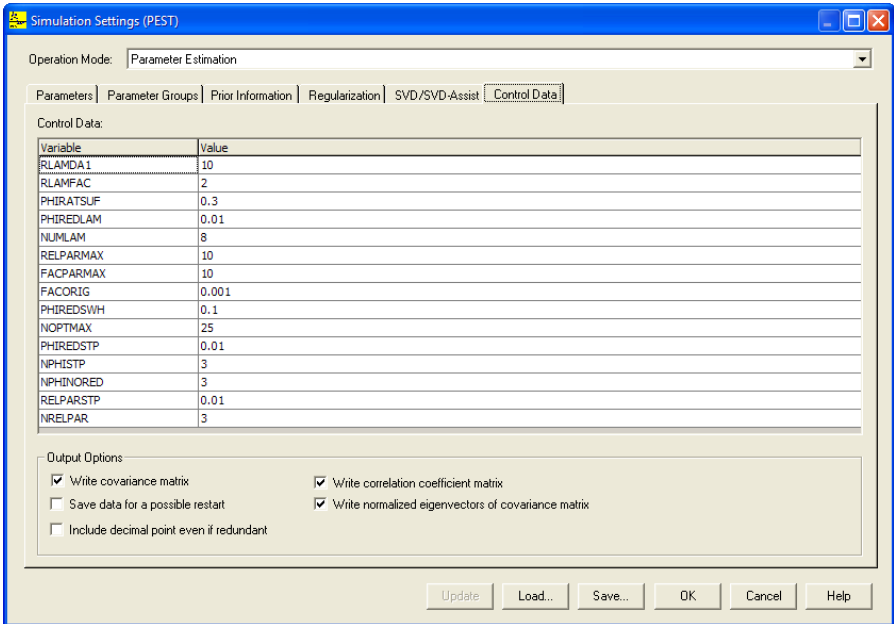 Simulation Settings (PEST)
Operation Mode: Parameter Estimation
Parameters Parameter Groups Prior Information Regularization SVD/SVD-Assist Control Data
Control Data:
Variable Value
RLAMDA1 10
RLAMFAC 2
PHIRATSUF 0.3
PHIREDLAM 0.01
NUMLAM 8
RELPARMAX 10
FACPARMAX 10
FACORIG 0.001
PHIREDSWH 0.1
NOPTMAX 25
PHIREDSTP 0.01
NPHISTP 3
NPHINORED 3
RELPARSTP 0.01
NRELPAR 3
Output Options
Write covariance matrix Write correlation coefficient matrix
Save data for a possible restart Write normalized eigenvectors of covariance matrix
Include decimal point even if redundant
Update Load... Save... OK Cancel Help